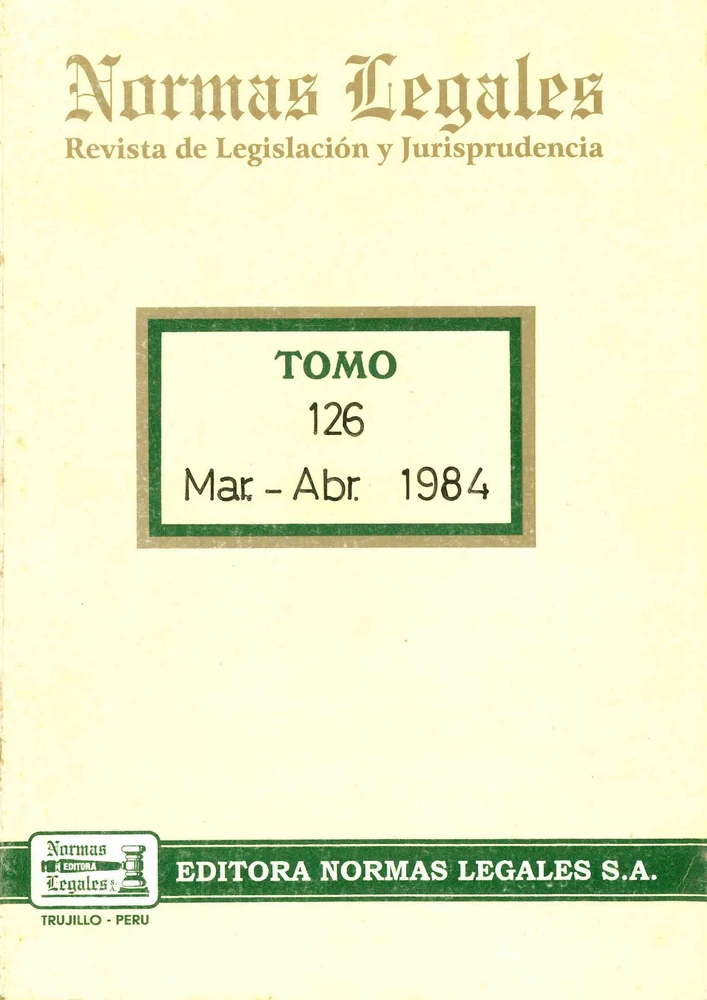 Normas Legales
Revista de Legislación y Jurisprudencia
TOMO
126
Mar. - Abr. 1984
Normas
EDITORA
Legales S.A.
EDITORA NORMAS LEGALES S.A.
TRUJILLO - PERU